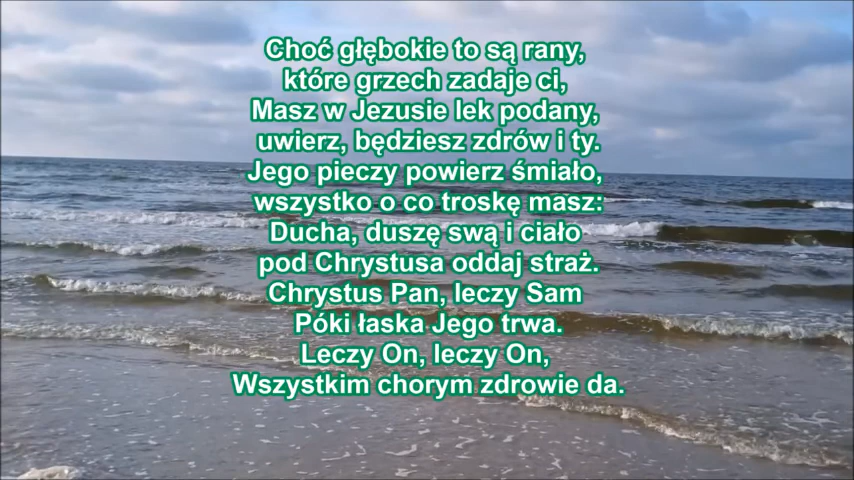 Choć głębokie to są rany,
które grzech zadaje ci,
Masz w Jezusie lek podany,
uwierz, będziesz zdrów i ty.
Jego pieczy powierz śmiało,
wszystko o co troskę masz:
Ducha, duszę swą i ciało
pod Chrystusa oddaj straż.
Chrystus Pan, leczy Sam
Póki łaska Jego trwa.
Leczy On, leczy On,
Wszystkim chorym zdrowie da.